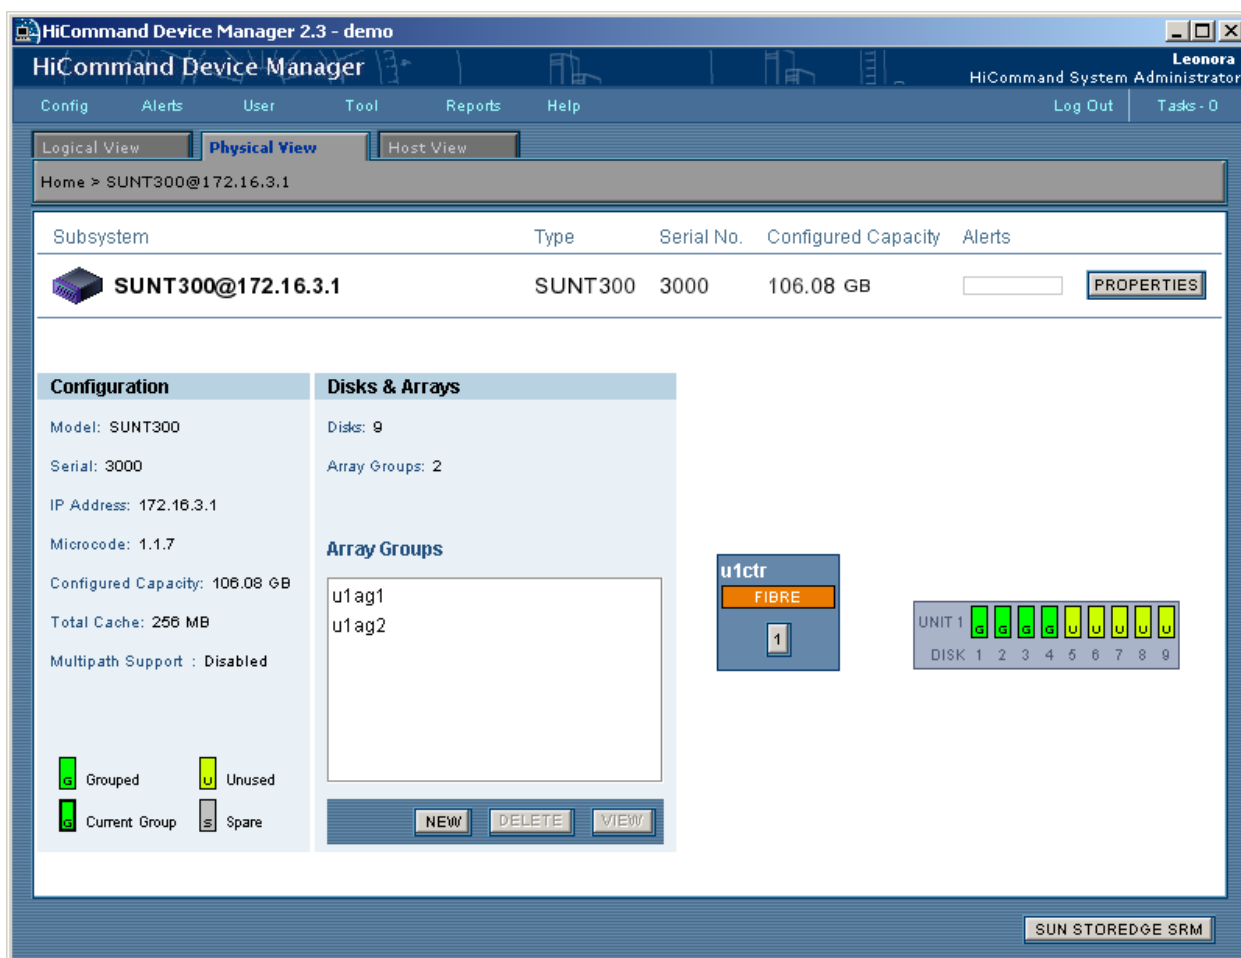 HiCommand Device Manager 2.3 - demo
HiCommand Device Manager
Leonora
HiCommand System Administrator
Config Alerts User Tool Reports Help Log Out Tasks - 0
Logical View Physical View Host View
Home > SUNT300@172.16.3.1
Subsystem Type Serial No. Configured Capacity Alerts
SUNT300@172.16.3.1 SUNT300 3000 106.08 GB PROPERTIES
Configuration
Model: SUNT300
Serial: 3000
IP Address: 172.16.3.1
Microcode: 1.1.7
Configured Capacity: 106.08 GB
Total Cache: 256 MB
Multipath Support : Disabled
G Grouped U Unused
G Current Group S Spare
Disks & Arrays
Disks: 9
Array Groups: 2
Array Groups
u1ag1
u1ag2
NEW DELETE VIEW
u1ctr
FIBRE
1
UNIT 1 G G G G U U U U U
DISK 1 2 3 4 5 6 7 8 9
SUN STOREDGE SRM